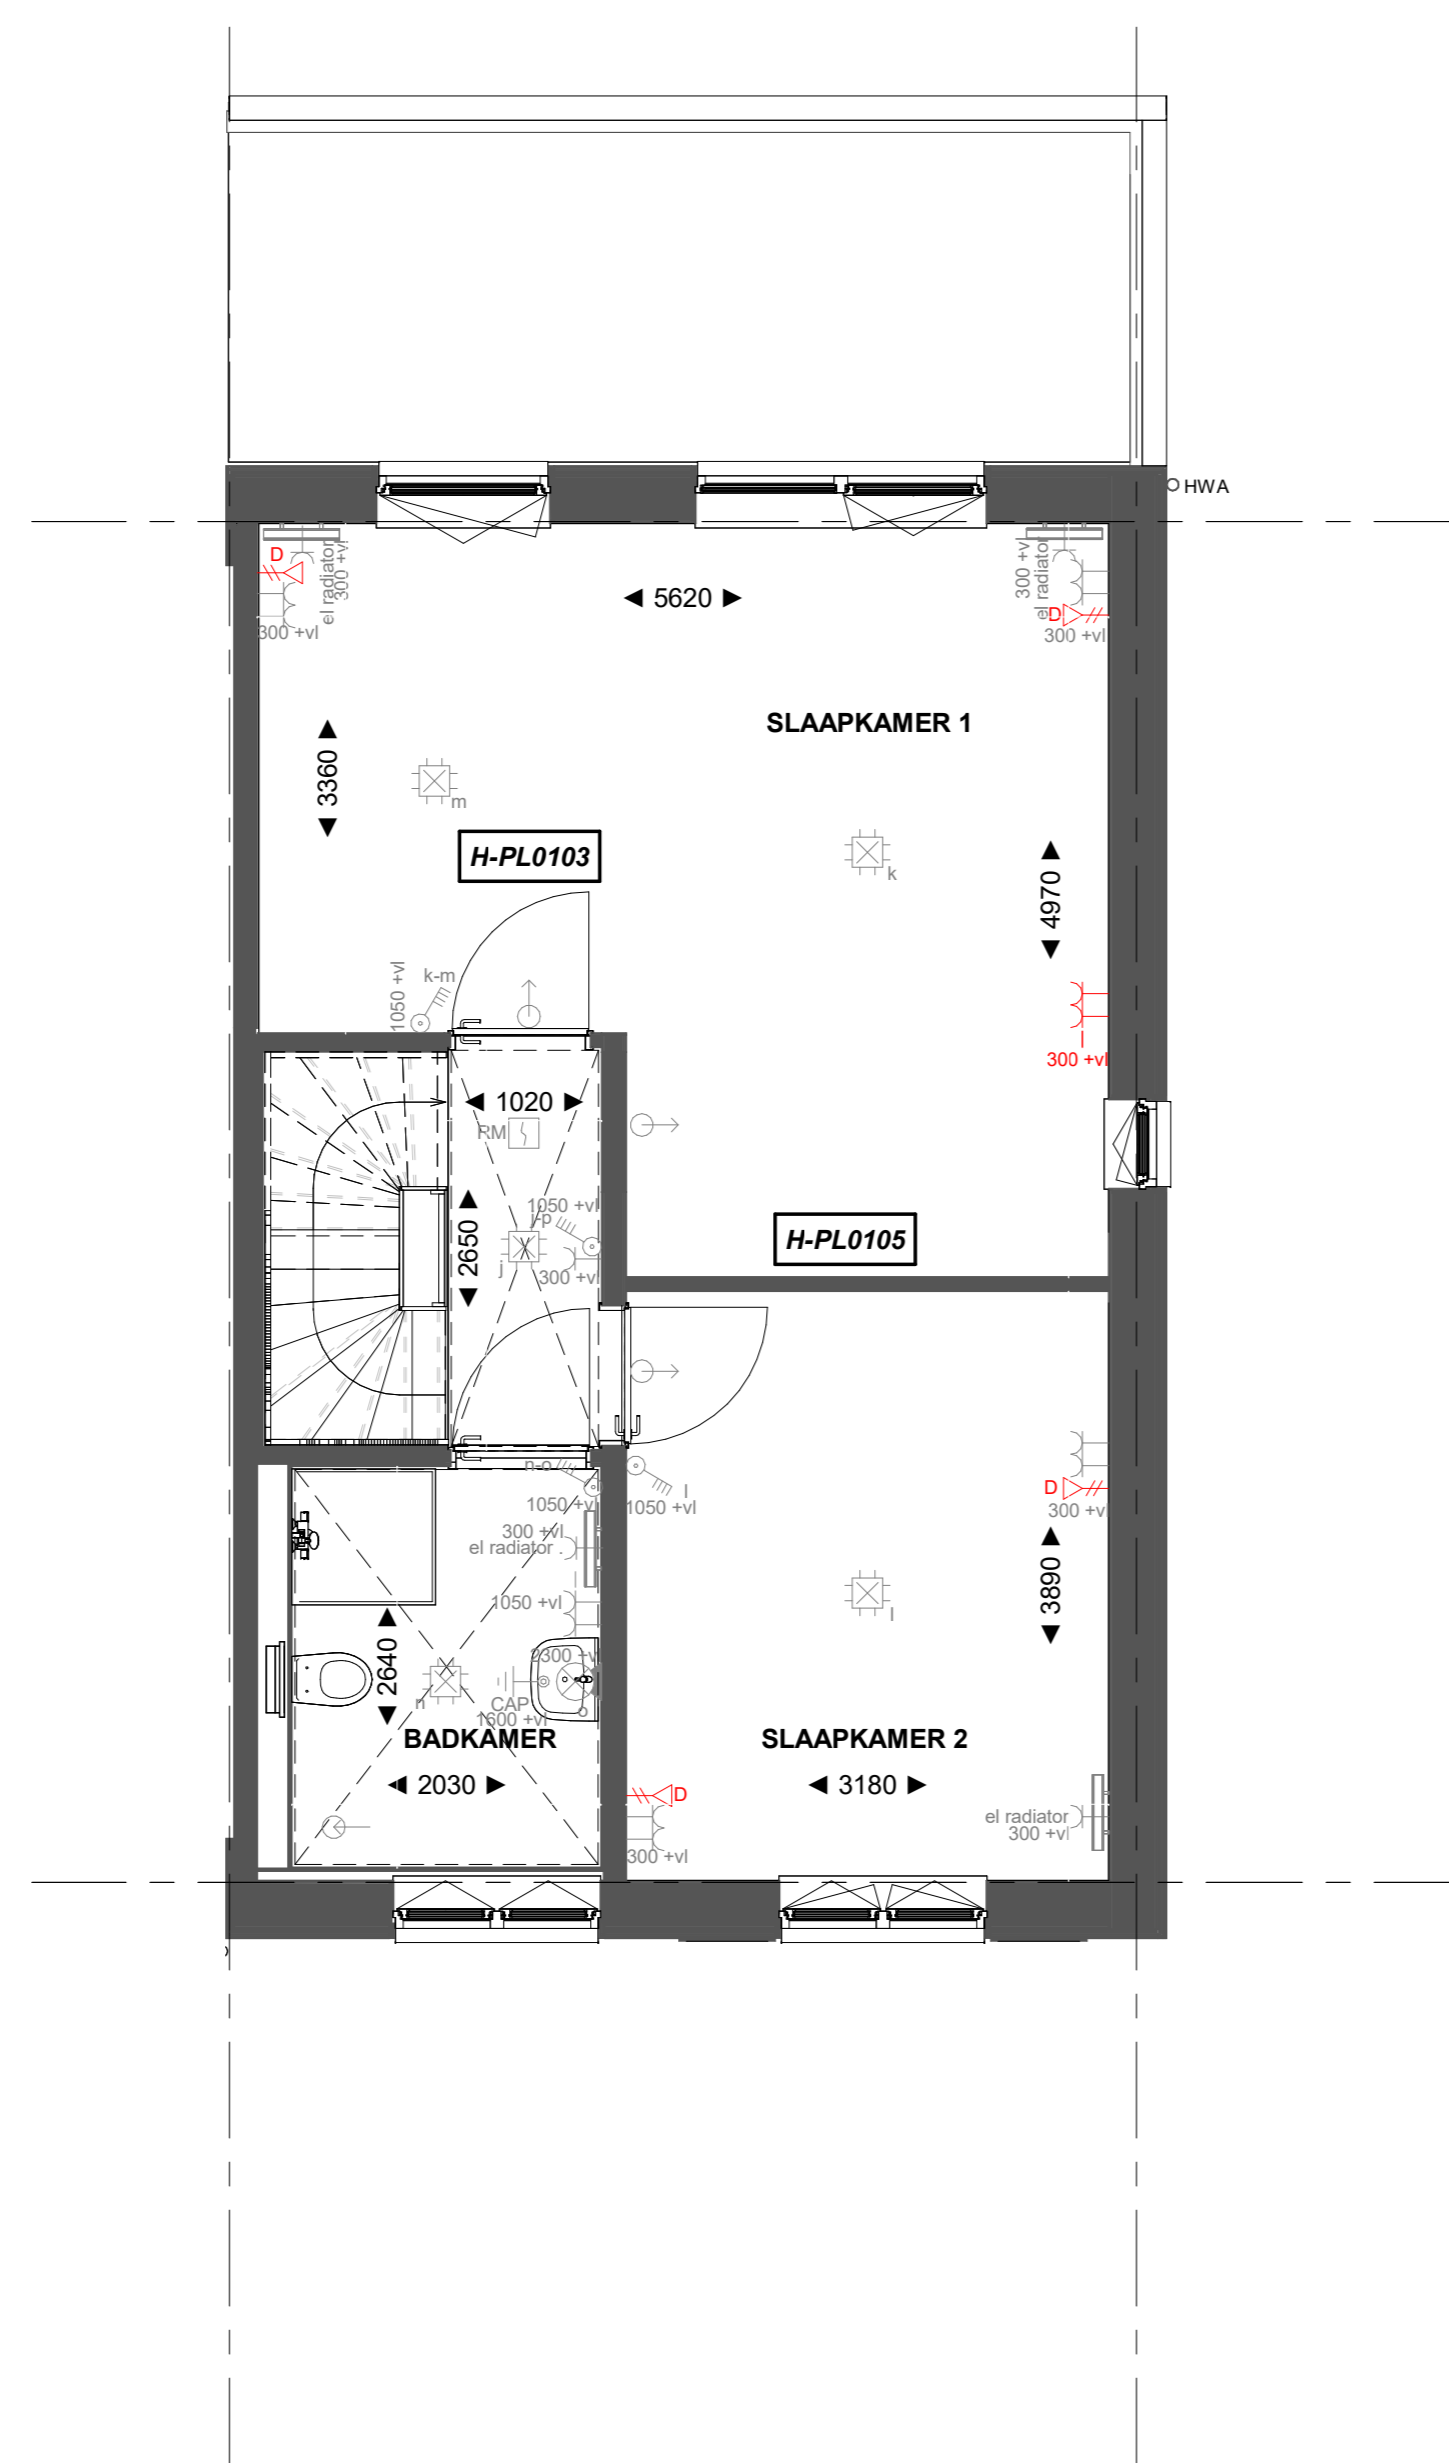 HWA
D
el radiator
300 +vl
300 +vl
5620
300 +vl
el radiator
D
300 +vl
SLAAPKAMER 1
3360
m
k
H-PL0103
4970
k-m
1050 +vl
300 +vl
1020
RM
1050 +vl
j-p
2650
j
300 +vl
H-PL0105
n-o
1050 +vl
l
1050 +vl
D
300 +vl
300 +vl
el radiator .
1050 +vl
3890
l
2640
2300 +vl
n
CAP
1600 +vl
o
BADKAMER
SLAAPKAMER 2
2030
3180
D
300 +vl
el radiator
300 +vl